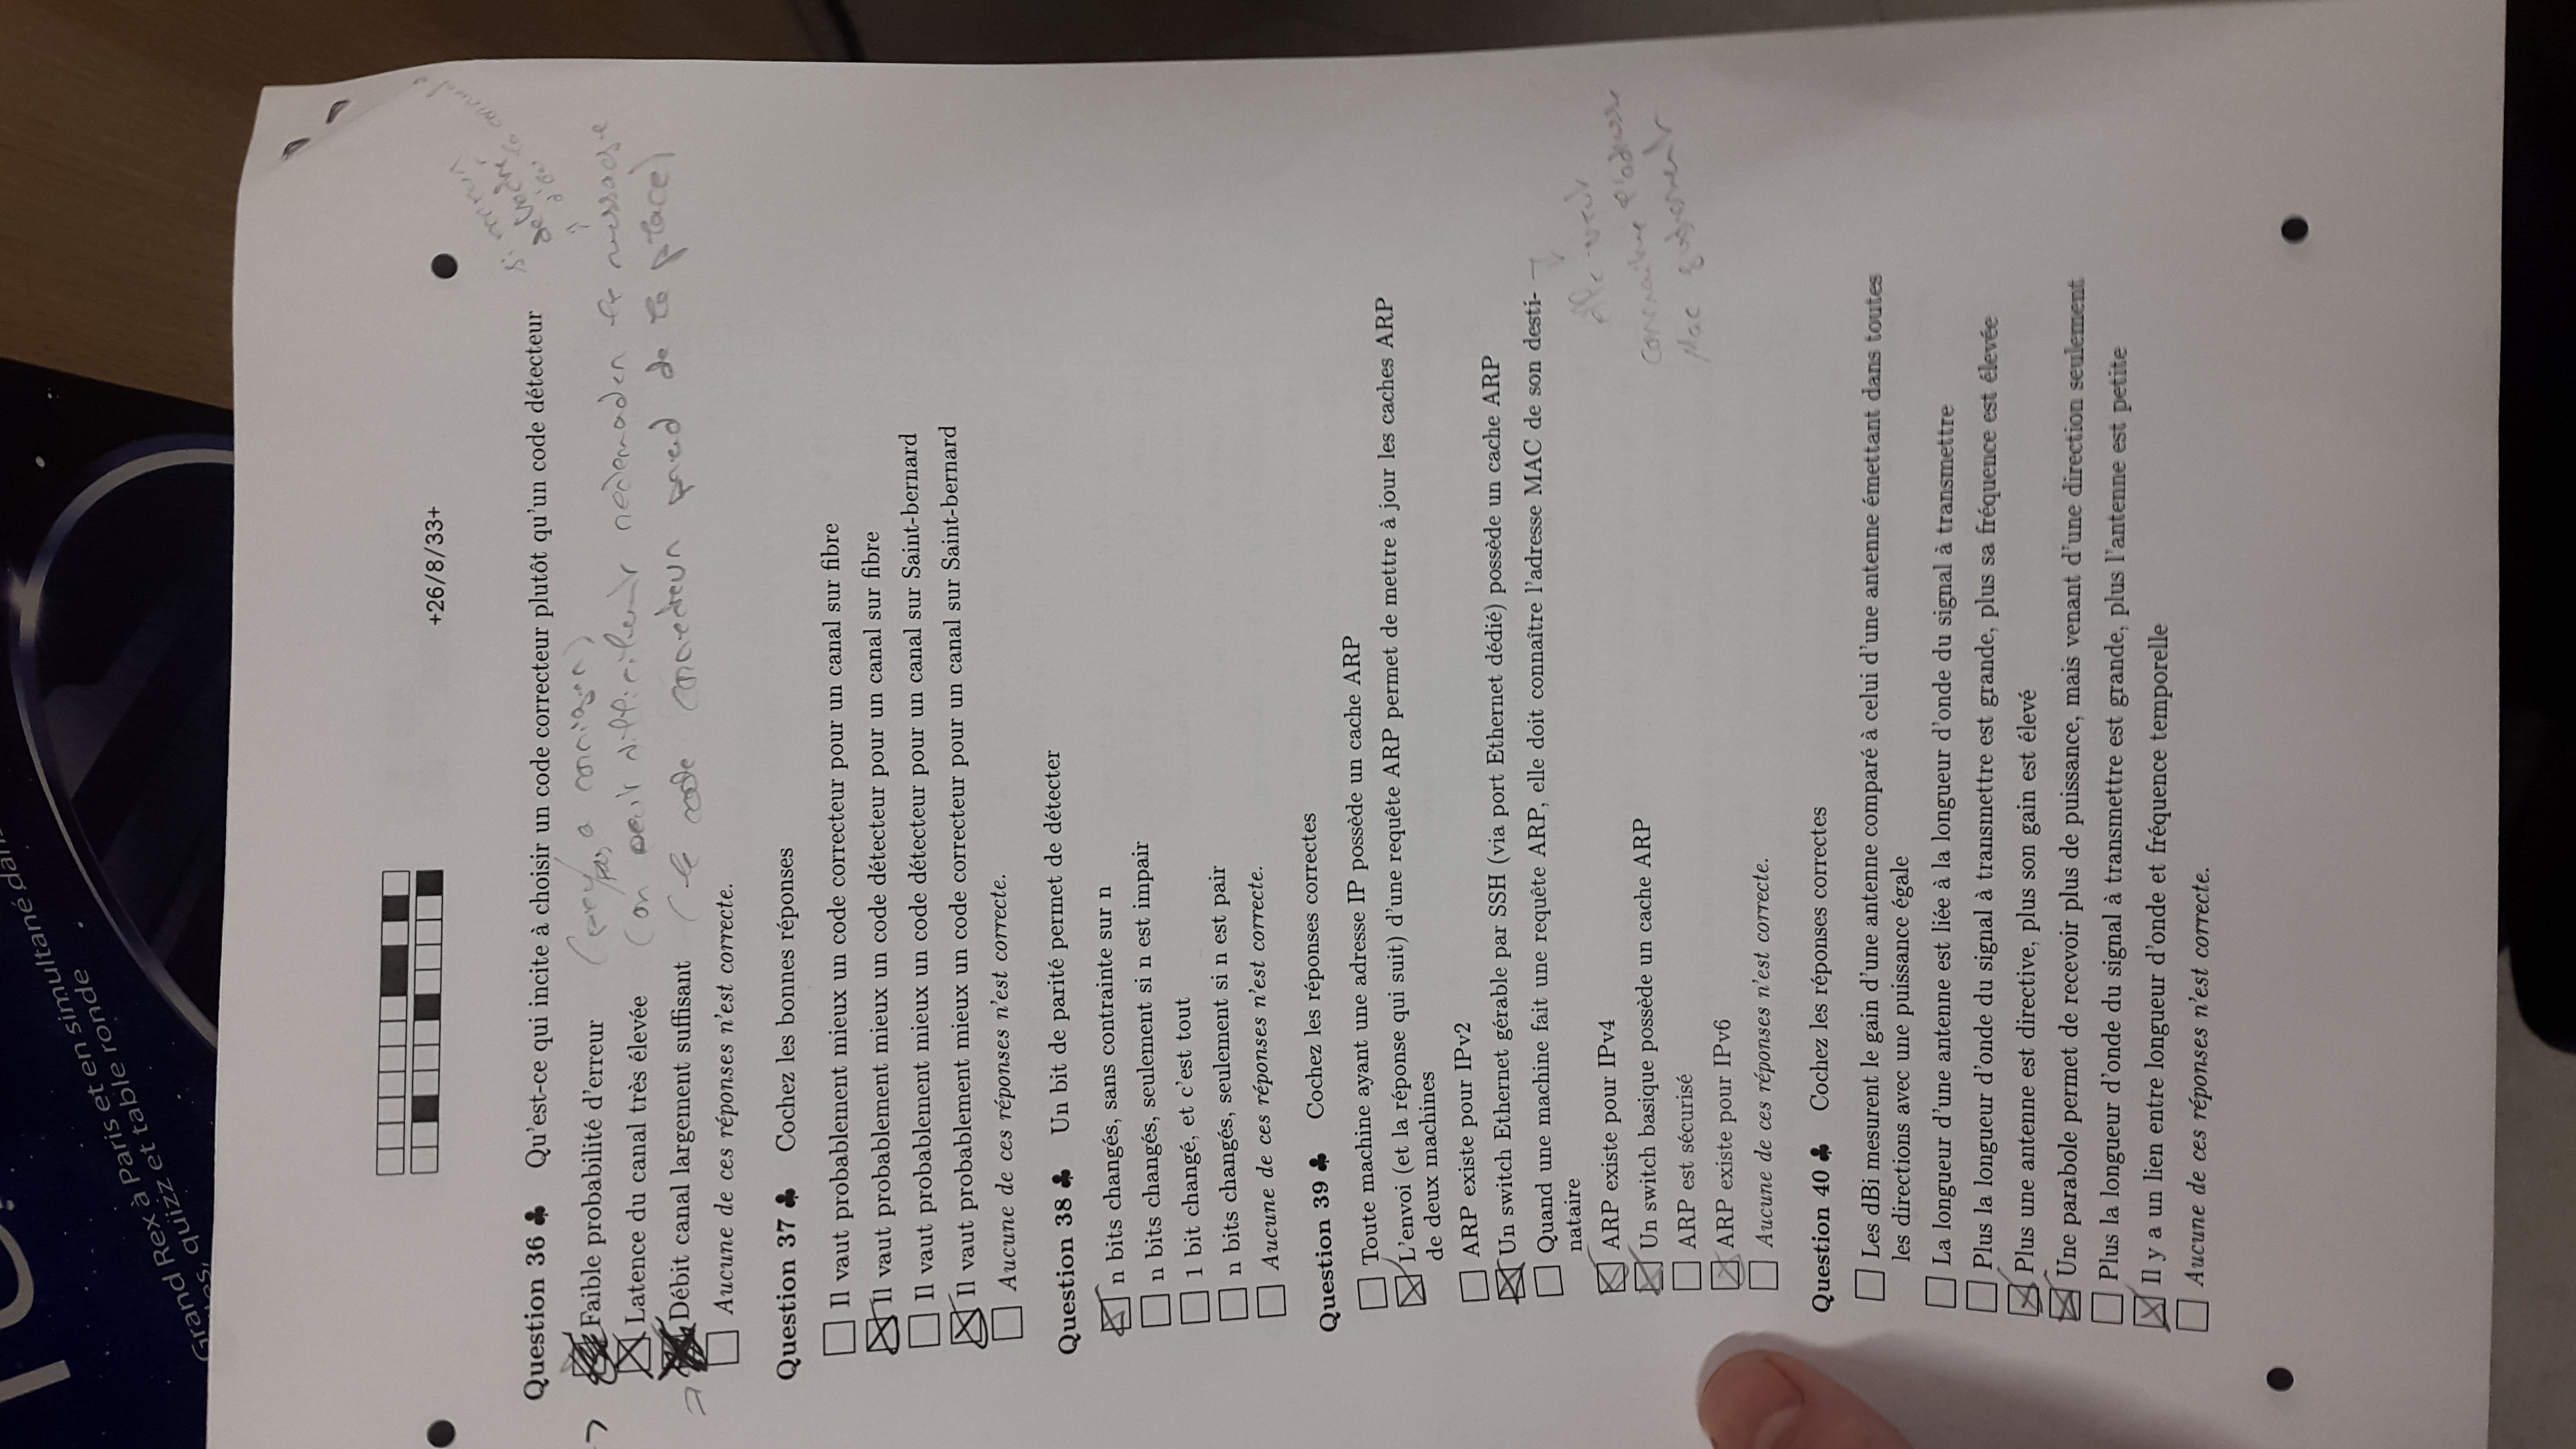 Grand Rex à Paris et en simultané dans
quizz et table ronde
+26/8/33+
Question 36 ♣ Qu'est-ce qui incite à choisir un code correcteur plutôt qu'un code détecteur
Faible probabilité d'erreur (peu/pas a corriger)
Latence du canal très élevée (on peut difficilement redemander le message
Débit canal largement suffisant (le code correcteur prend de la place)
Aucune de ces réponses n'est correcte.
Question 37 ♣ Cochez les bonnes réponses
Il vaut probablement mieux un code correcteur pour un canal sur fibre
Il vaut probablement mieux un code détecteur pour un canal sur fibre
Il vaut probablement mieux un code détecteur pour un canal sur Saint-bernard
Il vaut probablement mieux un code correcteur pour un canal sur Saint-bernard
Aucune de ces réponses n'est correcte.
Question 38 ♣ Un bit de parité permet de détecter
n bits changés, sans contrainte sur n
n bits changés, seulement si n est impair
1 bit changé, et c'est tout
n bits changés, seulement si n est pair
Aucune de ces réponses n'est correcte.
Question 39 ♣ Cochez les réponses correctes
Toute machine ayant une adresse IP possède un cache ARP
L'envoi (et la réponse qui suit) d'une requête ARP permet de mettre à jour les caches ARP
de deux machines
ARP existe pour IPv2
Un switch Ethernet gérable par SSH (via port Ethernet dédié) possède un cache ARP
Quand une machine fait une requête ARP, elle doit connaître l'adresse MAC de son desti-
nataire
elle veut
connaitre l'adresse
Mac
ARP existe pour IPv4
Un switch basique possède un cache ARP
ARP est sécurisé
ARP existe pour IPv6
Aucune de ces réponses n'est correcte.
Question 40 ♣ Cochez les réponses correctes
Les dBi mesurent le gain d'une antenne comparé à celui d'une antenne émettant dans toutes
les directions avec une puissance égale
La longueur d'une antenne est liée à la longueur d'onde du signal à transmettre
Plus la longueur d'onde du signal à transmettre est grande, plus sa fréquence est élevée
Plus une antenne est directive, plus son gain est élevé
Une parabole permet de recevoir plus de puissance, mais venant d'une direction seulement
Plus la longueur d'onde du signal à transmettre est grande, plus l'antenne est petite
Il y a un lien entre longueur d'onde et fréquence temporelle
Aucune de ces réponses n'est correcte.